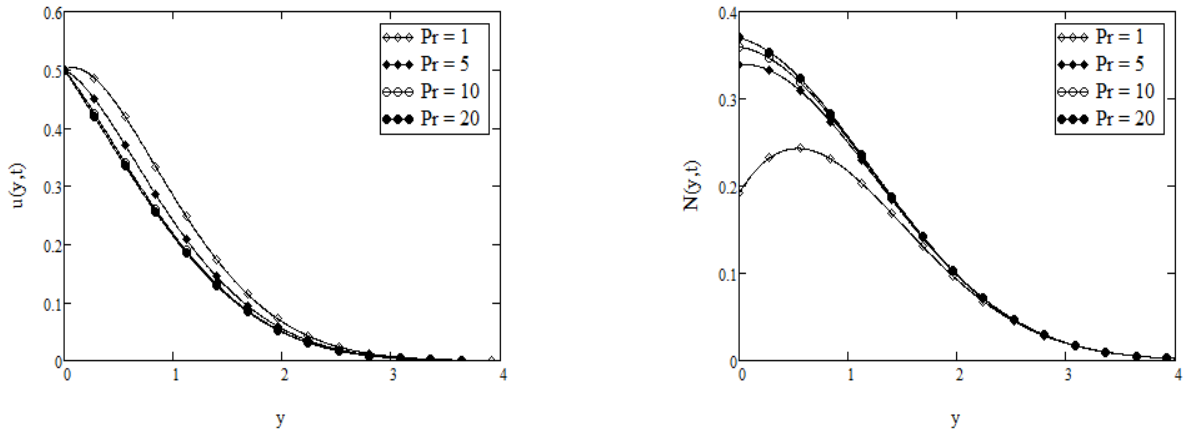 0.6
0.5
0.4
0.3
0.2
0.1
0
u(y,t)
0
1
2
3
4
y
Pr = 1
Pr = 5
Pr = 10
Pr = 20
0.4
0.3
0.2
0.1
0
N(y,t)
0
1
2
3
4
y
Pr = 1
Pr = 5
Pr = 10
Pr = 20